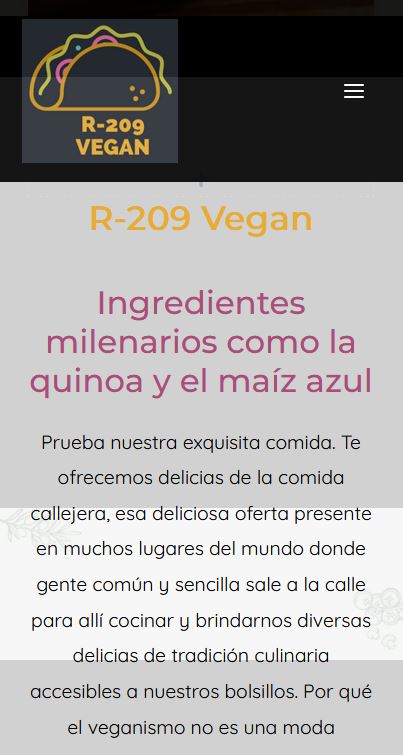 R-209
VEGAN
R-209 Vegan
Ingredientes
milenarios como la
quinoa y el maíz azul
Prueba nuestra exquisita comida. Te
ofrecemos delicias de la comida
callejera, esa deliciosa oferta presente
en muchos lugares del mundo donde
gente común y sencilla sale a la calle
para allí cocinar y brindarnos diversas
delicias de tradición culinaria
accesibles a nuestros bolsillos. Por qué
el veganismo no es una moda